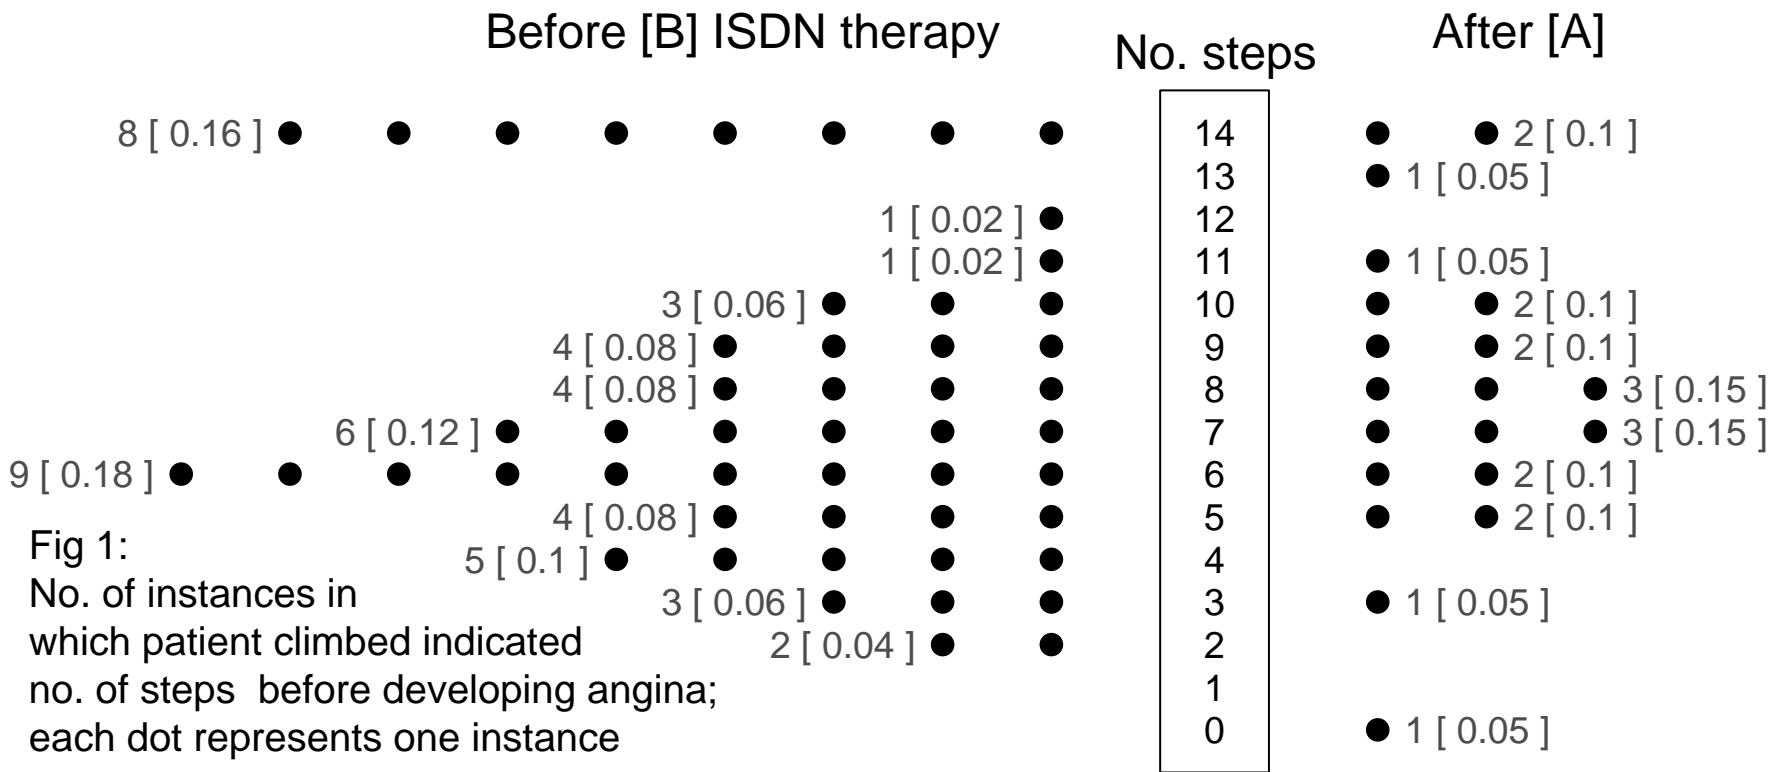 Before [B] ISDN therapy No. steps After [A]
8 [ 0.16 ] 14 2 [ 0.1 ]
13 1 [ 0.05 ]
1 [ 0.02 ] 12
1 [ 0.02 ] 11 1 [ 0.05 ]
3 [ 0.06 ] 10 2 [ 0.1 ]
4 [ 0.08 ] 9 2 [ 0.1 ]
4 [ 0.08 ] 8 3 [ 0.15 ]
6 [ 0.12 ] 7 3 [ 0.15 ]
9 [ 0.18 ] 6 2 [ 0.1 ]
4 [ 0.08 ] 5 2 [ 0.1 ]
5 [ 0.1 ] 4
3 [ 0.06 ] 3 1 [ 0.05 ]
2 [ 0.04 ] 2
1
0 1 [ 0.05 ]
Fig 1:
No. of instances in
which patient climbed indicated
no. of steps before developing angina;
each dot represents one instance